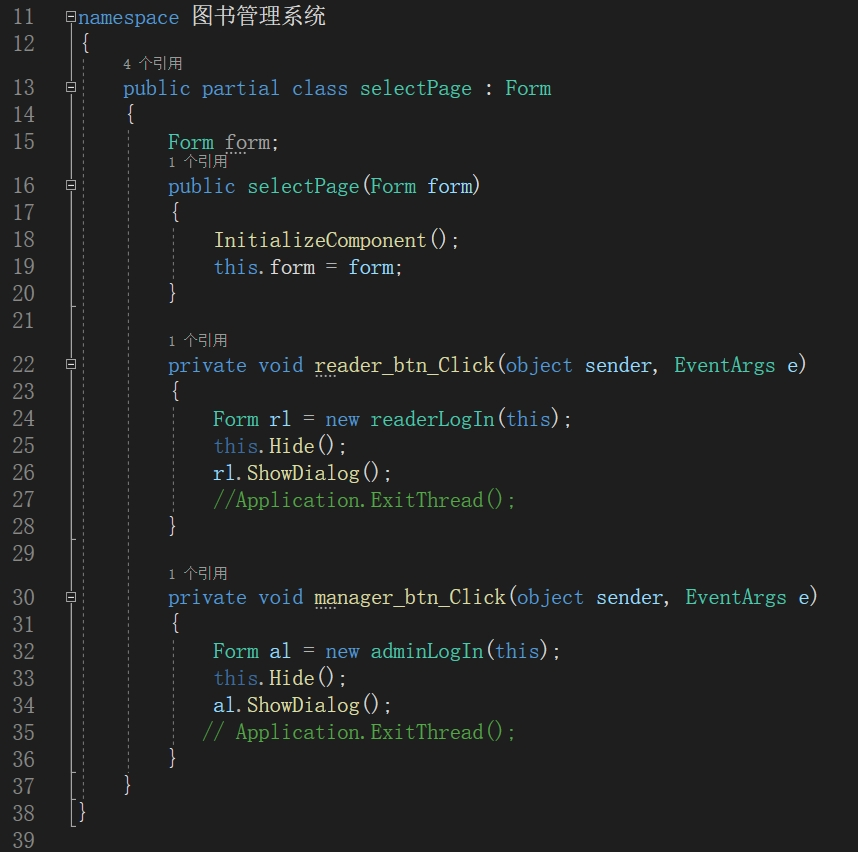 11 namespace 图书管理系统
12 {
4 个引用
13 public partial class selectPage : Form
14 {
15 Form form;
1 个引用
16 public selectPage(Form form)
17 {
18 InitializeComponent();
19 this.form = form;
20 }
21
1 个引用
22 private void reader_btn_Click(object sender, EventArgs e)
23 {
24 Form rl = new readerLogIn(this);
25 this.Hide();
26 rl.ShowDialog();
27 //Application.ExitThread();
28 }
29
1 个引用
30 private void manager_btn_Click(object sender, EventArgs e)
31 {
32 Form al = new adminLogIn(this);
33 this.Hide();
34 al.ShowDialog();
35 // Application.ExitThread();
36 }
37 }
38 }
39